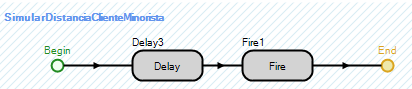 SimularDistanciaClienteMinorista
Begin
Delay3
Delay
Fire1
Fire
End